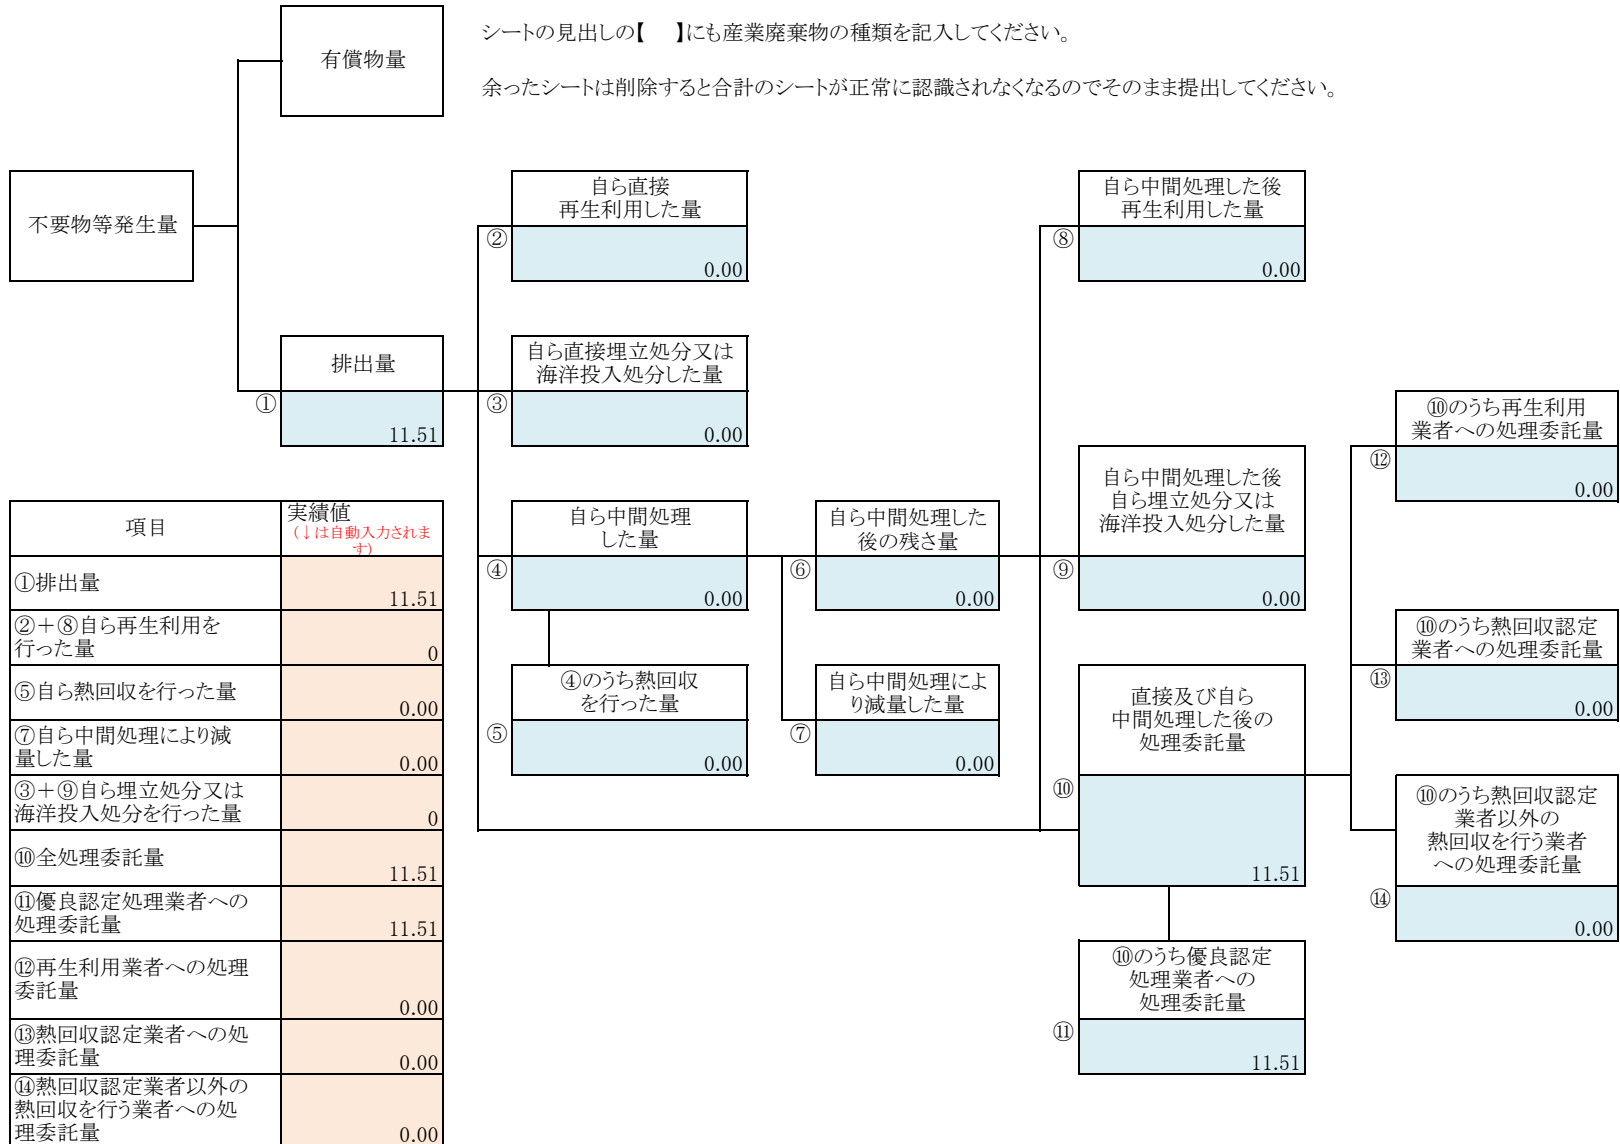 シートの見出しの【　】にも産業廃棄物の種類を記入してください。
有償物量
余ったシートは削除すると合計のシートが正常に認識されなくなるのでそのまま提出してください。
不要物等発生量
自ら直接
再生利用した量
②
0.00
自ら中間処理した後
再生利用した量
⑧
0.00
排出量
①
11.51
自ら直接埋立処分又は
海洋投入処分した量
③
0.00
⑩のうち再生利用
業者への処理委託量
⑫
0.00
自ら中間処理
した量
④
0.00
自ら中間処理した
後の残さ量
⑥
0.00
自ら中間処理した後
自ら埋立処分又は
海洋投入処分した量
⑨
0.00
⑩のうち熱回収認定
業者への処理委託量
⑬
0.00
④のうち熱回収
を行った量
⑤
0.00
自ら中間処理によ
り減量した量
⑦
0.00
直接及び自ら
中間処理した後の
処理委託量
⑩
11.51
⑩のうち熱回収認定
業者以外の
熱回収を行う業者
への処理委託量
⑭
0.00
⑩のうち優良認定
処理業者への
処理委託量
⑪
11.51
項目
実績値
(↓は自動入力されま
す)
①排出量
11.51
②＋⑧自ら再生利用を
行った量
0
⑤自ら熱回収を行った量
0.00
⑦自ら中間処理により減
量した量
0.00
③＋⑨自ら埋立処分又は
海洋投入処分を行った量
0
⑩全処理委託量
11.51
⑪優良認定処理業者への
処理委託量
11.51
⑫再生利用業者への処理
委託量
0.00
⑬熱回収認定業者への処
理委託量
0.00
⑭熱回収認定業者以外の
熱回収を行う業者への処
理委託量
0.00